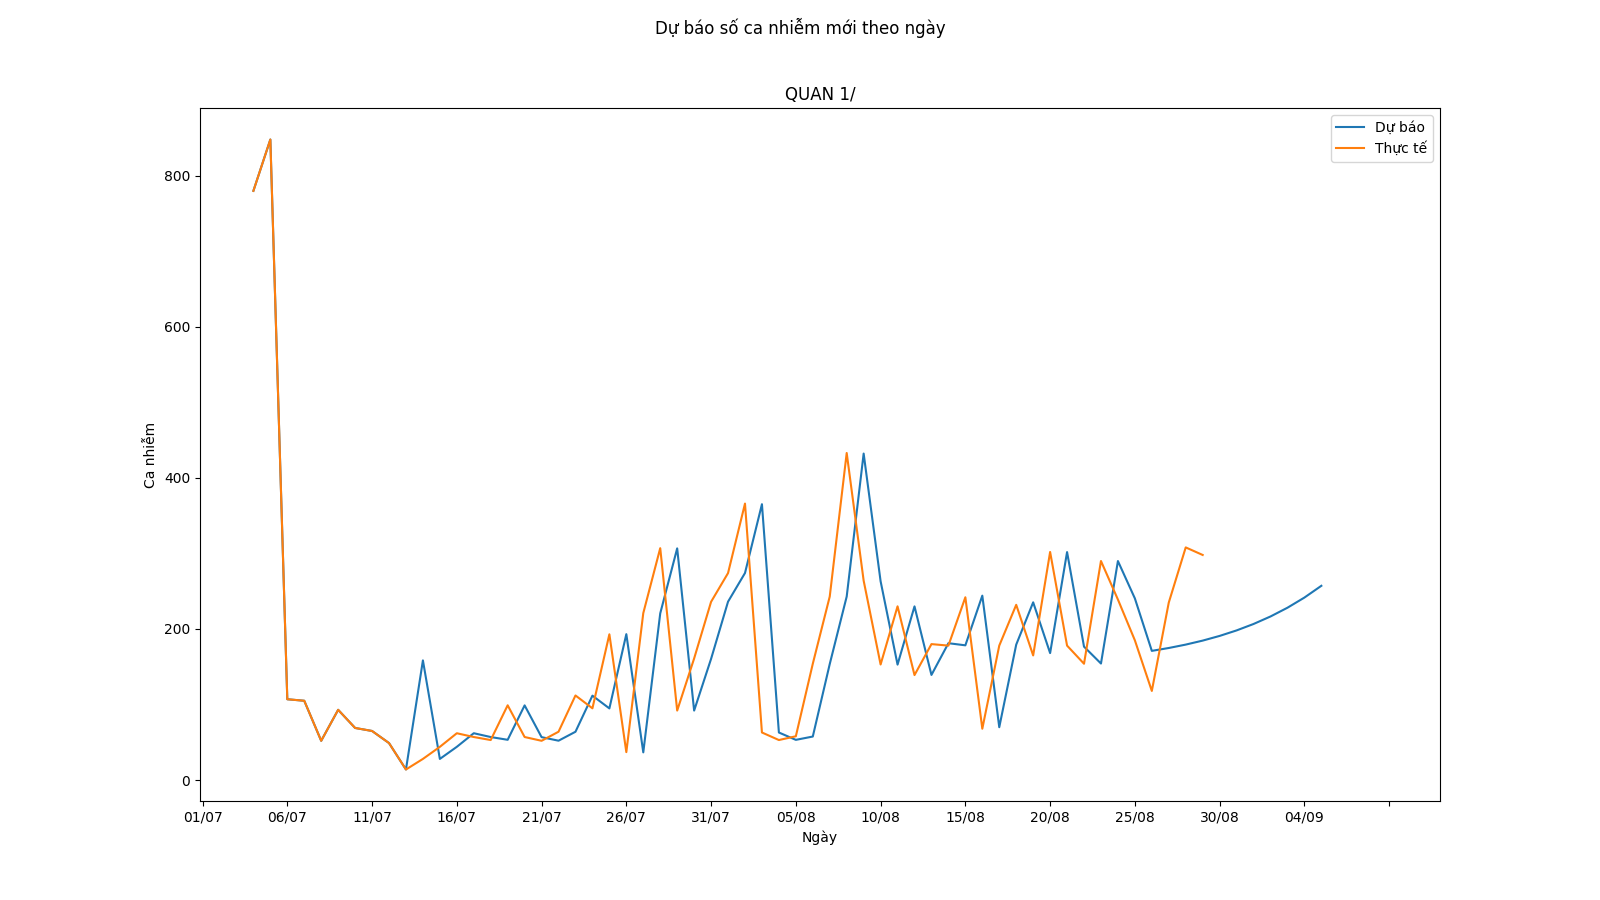 Dự báo số ca nhiễm mới theo ngày
QUAN 1/
Dự báo
Thực tế
800
600
400
200
0
Ca nhiễm
01/07 06/07 11/07 16/07 21/07 26/07 31/07 05/08 10/08 15/08 20/08 25/08 30/08 04/09
Ngày